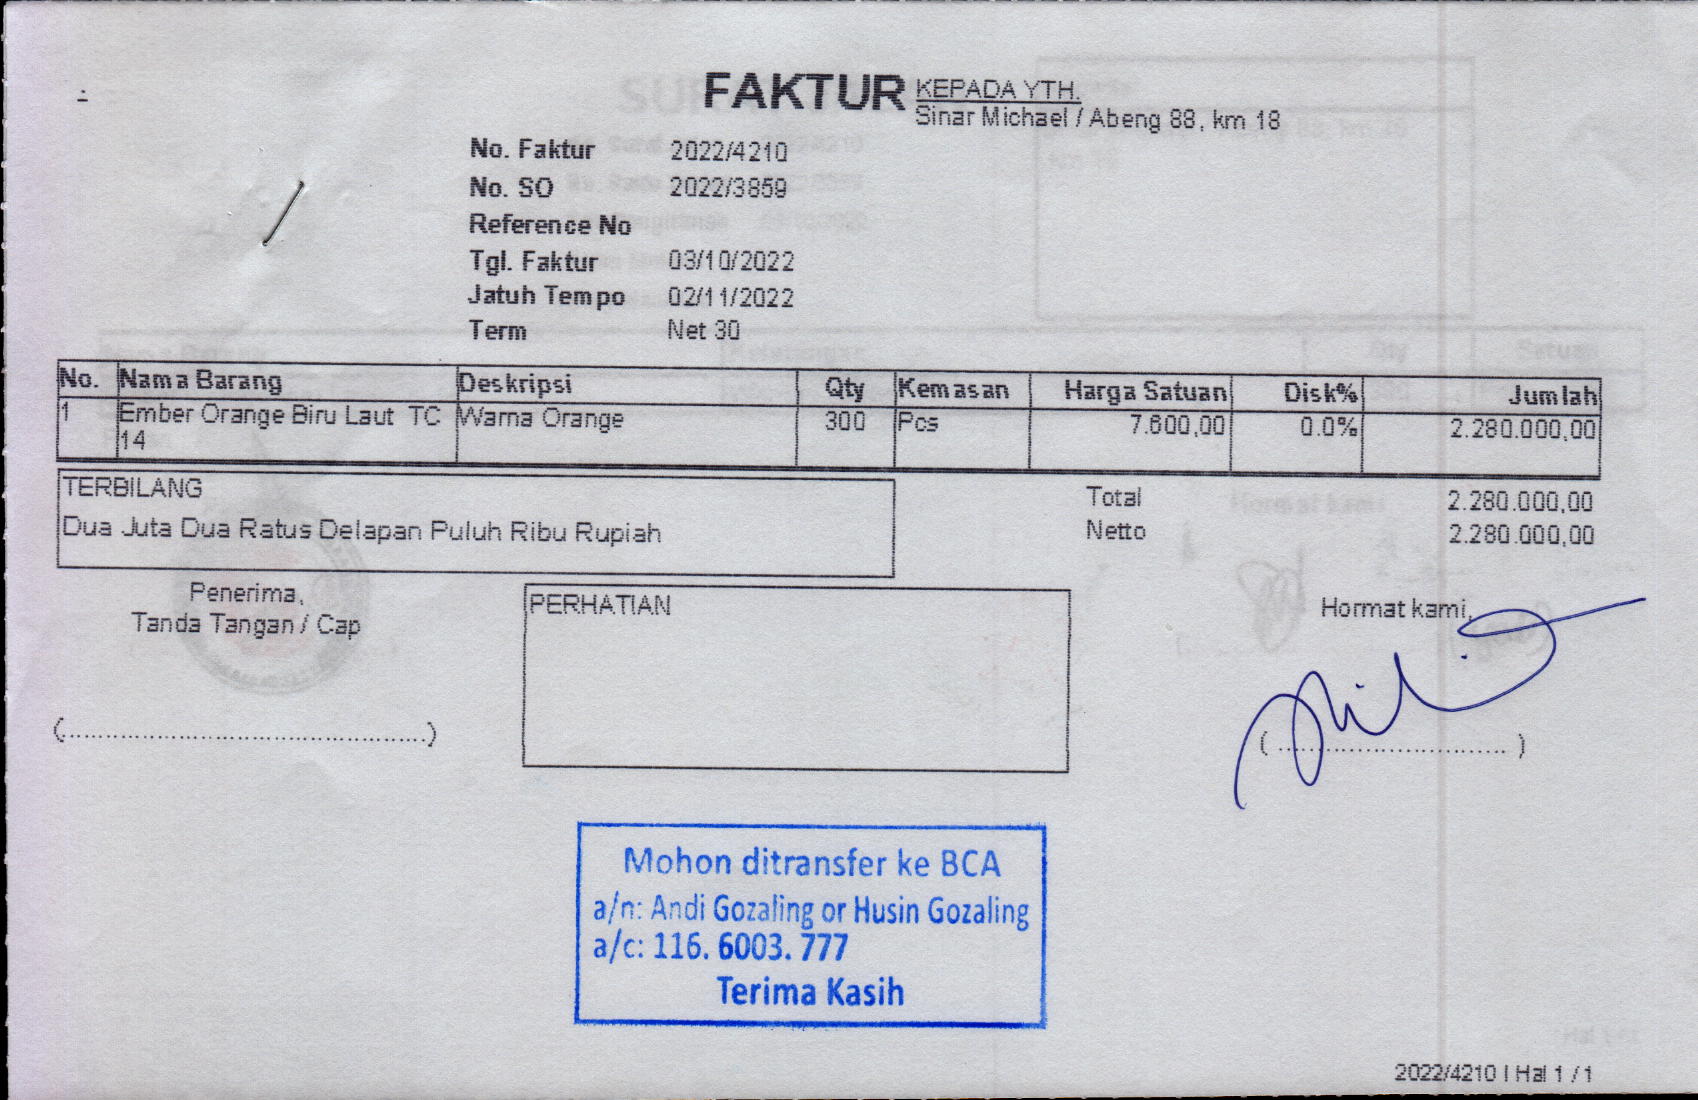 FAKTUR
KEPADA YTH.
Sinar Michael / Abeng 88, km 18
No. Faktur 2022/4210
No. SO 2022/3859
Reference No
Tgl. Faktur 03/10/2022
Jatuh Tempo 02/11/2022
Term Net 30
No. Nama Barang Deskripsi Qty Kemasan Harga Satuan Disk% Jumlah
1 Ember Orange Biru Laut TC Warna Orange 300 Pcs 7.600,00 0.0% 2.280.000,00
14
TERBILANG
Dua Juta Dua Ratus Delapan Puluh Ribu Rupiah
Total 2.280.000,00
Netto 2.280.000,00
Penerima,
Tanda Tangan / Cap
(............................................)
PERHATIAN
Hormat kami,
( ............................ )
Mohon ditransfer ke BCA
a/n: Andi Gozaling or Husin Gozaling
a/c: 116. 6003. 777
Terima Kasih
2022/4210 | Hal 1 / 1